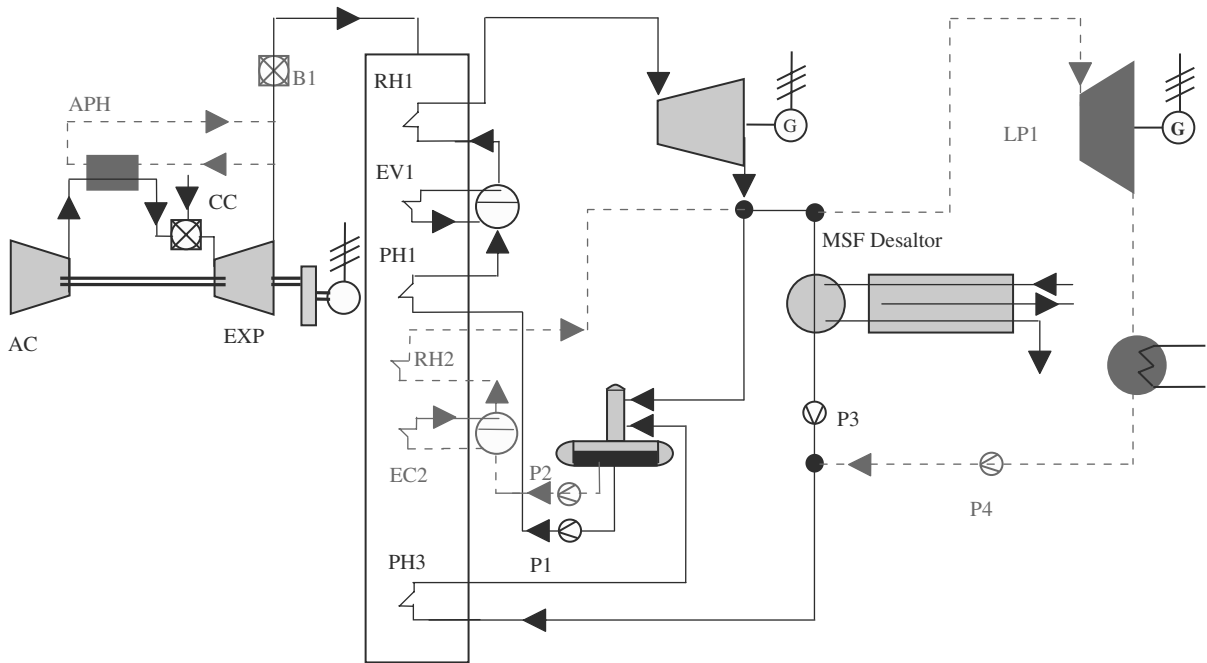 RH1
B1
APH
G
G
LP1
EV1
CC
MSF Desaltor
PH1
AC
EXP
RH2
P3
EC2
P2
P4
P1
PH3